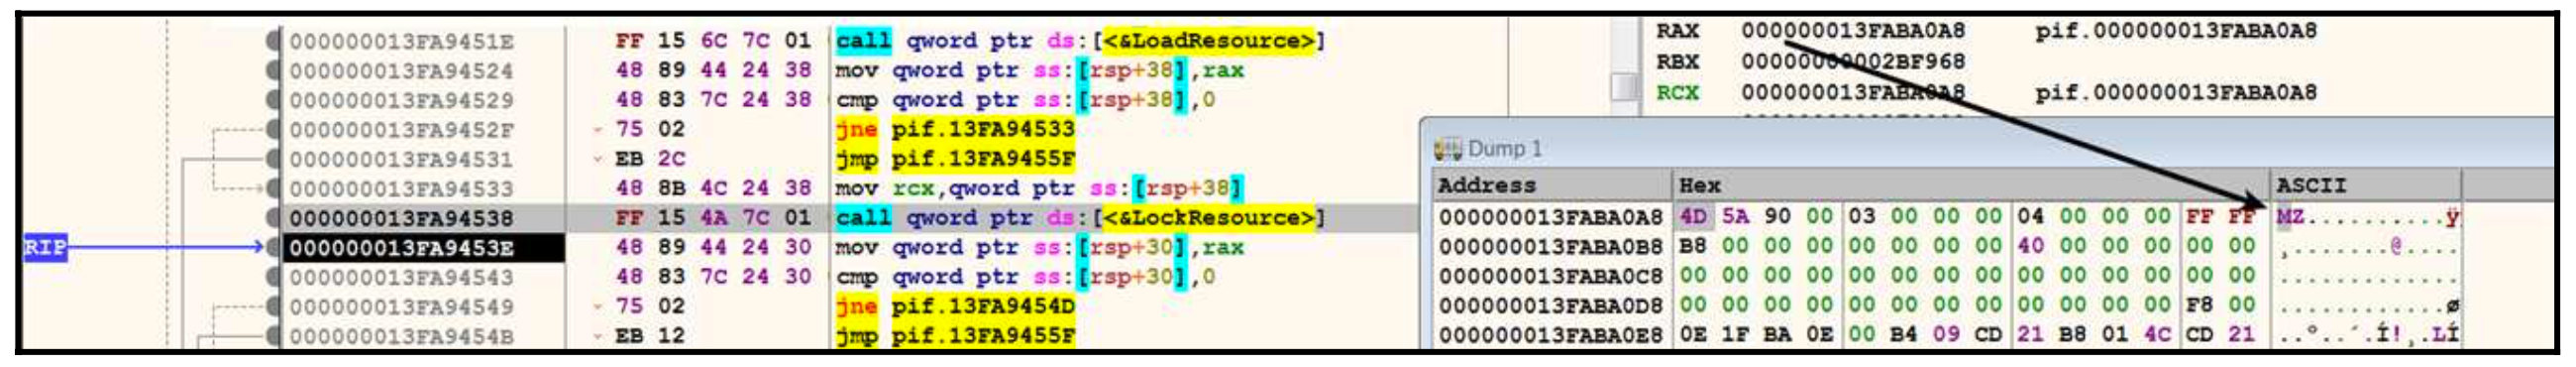 000000013FA9451E FF 15 6C 7C 01 call qword ptr ds:[<&LoadResource>]
000000013FA94524 48 89 44 24 38 mov qword ptr ss:[rsp+38],rax
000000013FA94529 48 83 7C 24 38 cmp qword ptr ss:[rsp+38],0
000000013FA9452F 75 02 jne pif.13FA94533
000000013FA94531 EB 2C jmp pif.13FA9455F
000000013FA94533 48 8B 4C 24 38 mov rcx,qword ptr ss:[rsp+38]
000000013FA94538 FF 15 4A 7C 01 call qword ptr ds:[<&LockResource>]
RIP 000000013FA9453E 48 89 44 24 30 mov qword ptr ss:[rsp+30],rax
000000013FA94543 48 83 7C 24 30 cmp qword ptr ss:[rsp+30],0
000000013FA94549 75 02 jne pif.13FA9454D
000000013FA9454B EB 12 jmp pif.13FA9455F
RAX 000000013FABA0A8 pif.000000013FABA0A8
RBX 00000000002BF968
RCX 000000013FABA0A8 pif.000000013FABA0A8
Dump 1
Address Hex ASCII
000000013FABA0A8 4D 5A 90 00 03 00 00 00 04 00 00 00 FF FF MZ..........ÿ
000000013FABA0B8 B8 00 00 00 00 00 00 00 40 00 00 00 00 00 ¸.......@....
000000013FABA0C8 00 00 00 00 00 00 00 00 00 00 00 00 00 00 .............
000000013FABA0D8 00 00 00 00 00 00 00 00 00 00 00 00 F8 00 ............ø
000000013FABA0E8 0E 1F BA 0E 00 B4 09 CD 21 B8 01 4C CD 21 ..º..´.Í!¸.LÍ